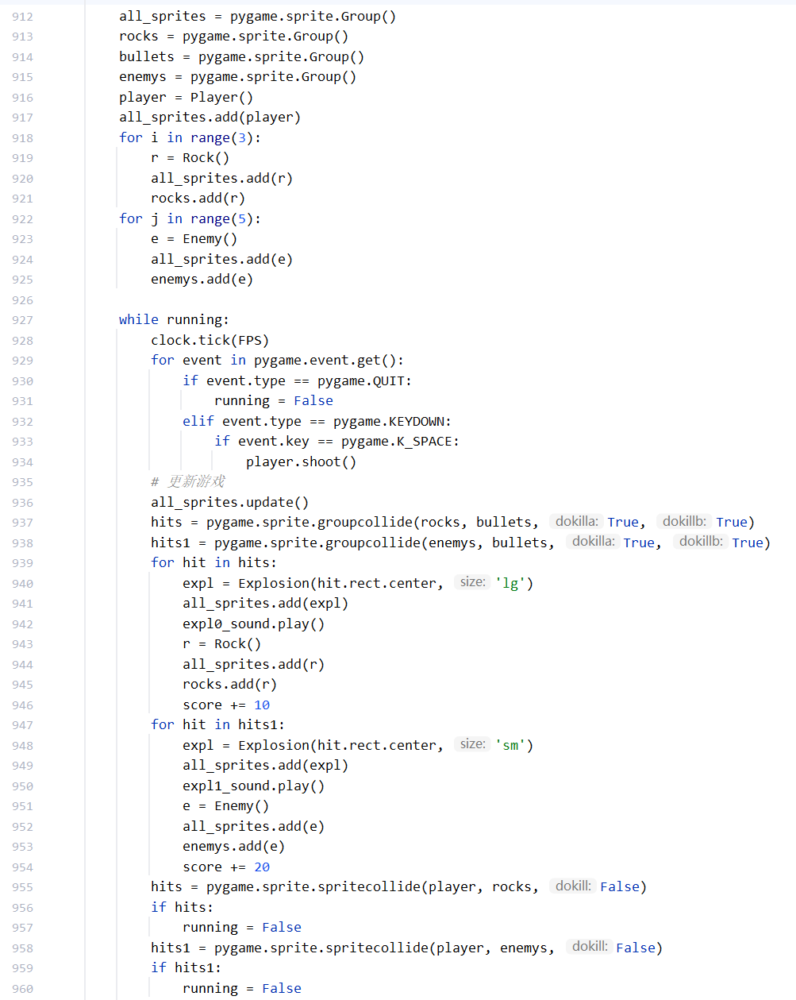 912 all_sprites = pygame.sprite.Group()
913 rocks = pygame.sprite.Group()
914 bullets = pygame.sprite.Group()
915 enemys = pygame.sprite.Group()
916 player = Player()
917 all_sprites.add(player)
918 for i in range(3):
919     r = Rock()
920     all_sprites.add(r)
921     rocks.add(r)
922 for j in range(5):
923     e = Enemy()
924     all_sprites.add(e)
925     enemys.add(e)
926
927 while running:
928     clock.tick(FPS)
929     for event in pygame.event.get():
930         if event.type == pygame.QUIT:
931             running = False
932         elif event.type == pygame.KEYDOWN:
933             if event.key == pygame.K_SPACE:
934                 player.shoot()
935     # 更新游戏
936     all_sprites.update()
937     hits = pygame.sprite.groupcollide(rocks, bullets, dokilla: True, dokillb: True)
938     hits1 = pygame.sprite.groupcollide(enemys, bullets, dokilla: True, dokillb: True)
939     for hit in hits:
940         expl = Explosion(hit.rect.center, size: 'lg')
941         all_sprites.add(expl)
942         expl0_sound.play()
943         r = Rock()
944         all_sprites.add(r)
945         rocks.add(r)
946         score += 10
947     for hit in hits1:
948         expl = Explosion(hit.rect.center, size: 'sm')
949         all_sprites.add(expl)
950         expl1_sound.play()
951         e = Enemy()
952         all_sprites.add(e)
953         enemys.add(e)
954         score += 20
955     hits = pygame.sprite.spritecollide(player, rocks, dokill: False)
956     if hits:
957         running = False
958     hits1 = pygame.sprite.spritecollide(player, enemys, dokill: False)
959     if hits1:
960         running = False